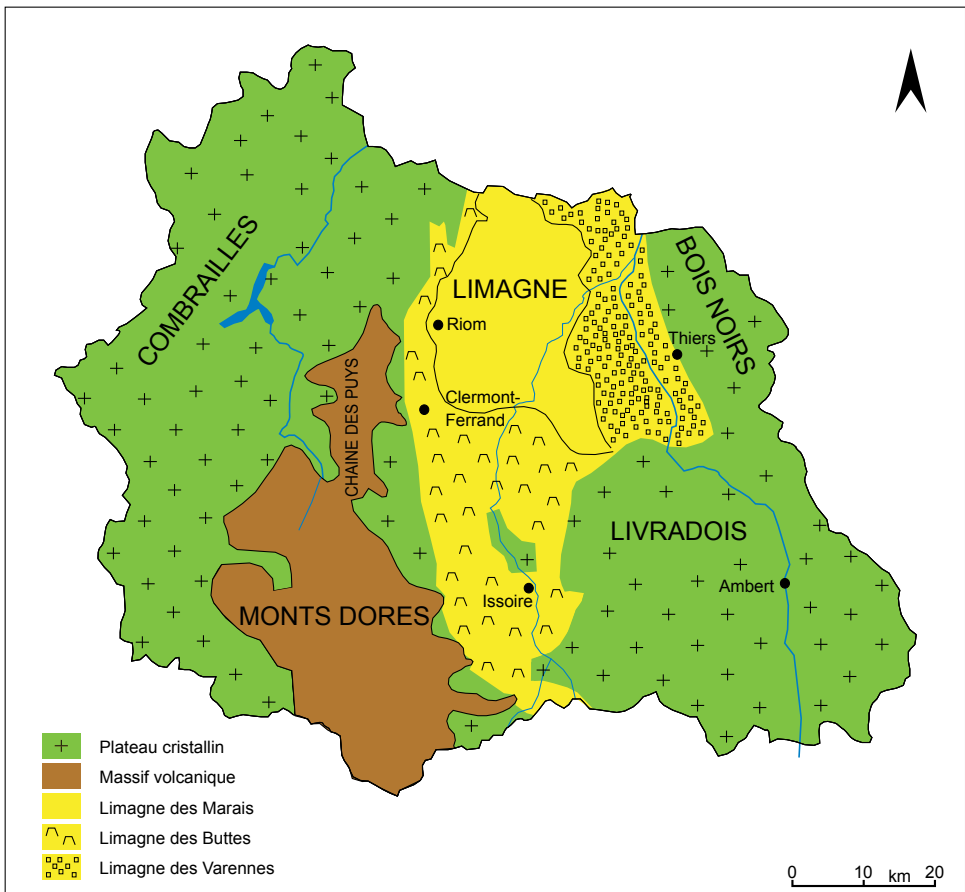 COMBRAILLES
BOIS NOIRS
LIMAGNE
Riom
Thiers
CHAINE DES PUYS
Clermont-
Ferrand
LIVRADOIS
Ambert
Issoire
MONTS DORES
Plateau cristallin
Massif volcanique
Limagne des Marais
Limagne des Buttes
Limagne des Varennes
0 10 km 20